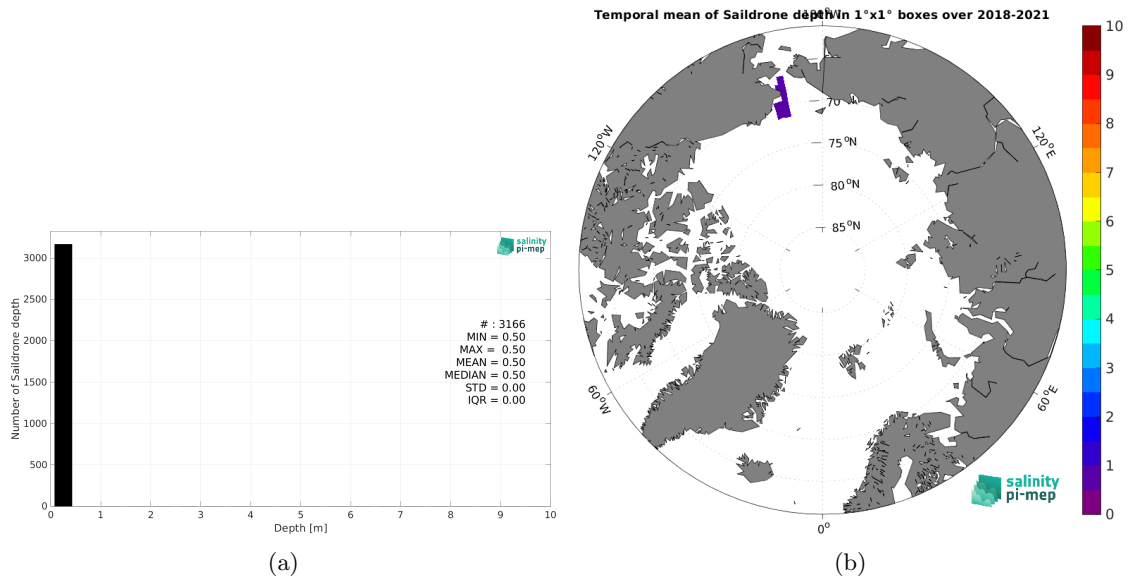 Number of Saildrone depth
3000
2500
2000
1500
1000
500
0
salinity
pi-mep
# : 3166
MIN = 0.50
MAX = 0.50
MEAN = 0.50
MEDIAN = 0.50
STD = 0.00
IQR = 0.00
0 1 2 3 4 5 6 7 8 9 10
Depth [m]
(a)
Temporal mean of Saildrone depth in 1°x1° boxes over 2018-2021
120°W
120°E
75°N
80°N
85°N
60°W
60°E
0°
salinity
pi-mep
10
9
8
7
6
5
4
3
2
1
0
(b)